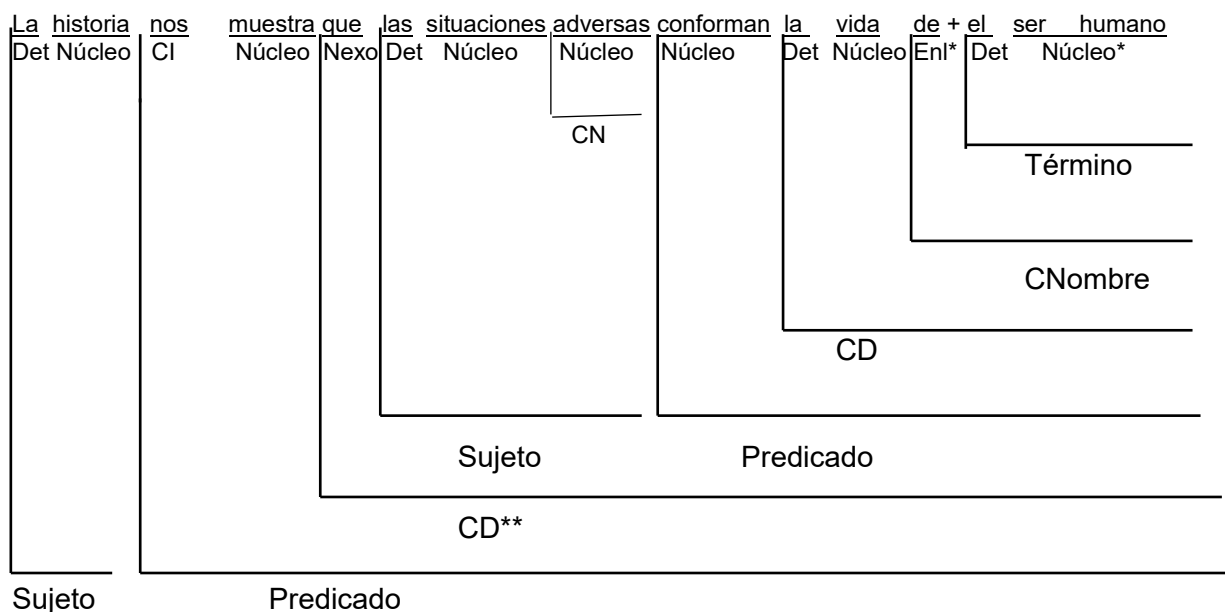 La historia nos muestra que las situaciones adversas conforman la vida de + el ser humano
Det Núcleo CI Núcleo Nexo Det Núcleo Núcleo Núcleo Det Núcleo Enl* Det Núcleo*
CN
Término
CNombre
CD
Sujeto Predicado
CD**
Sujeto Predicado